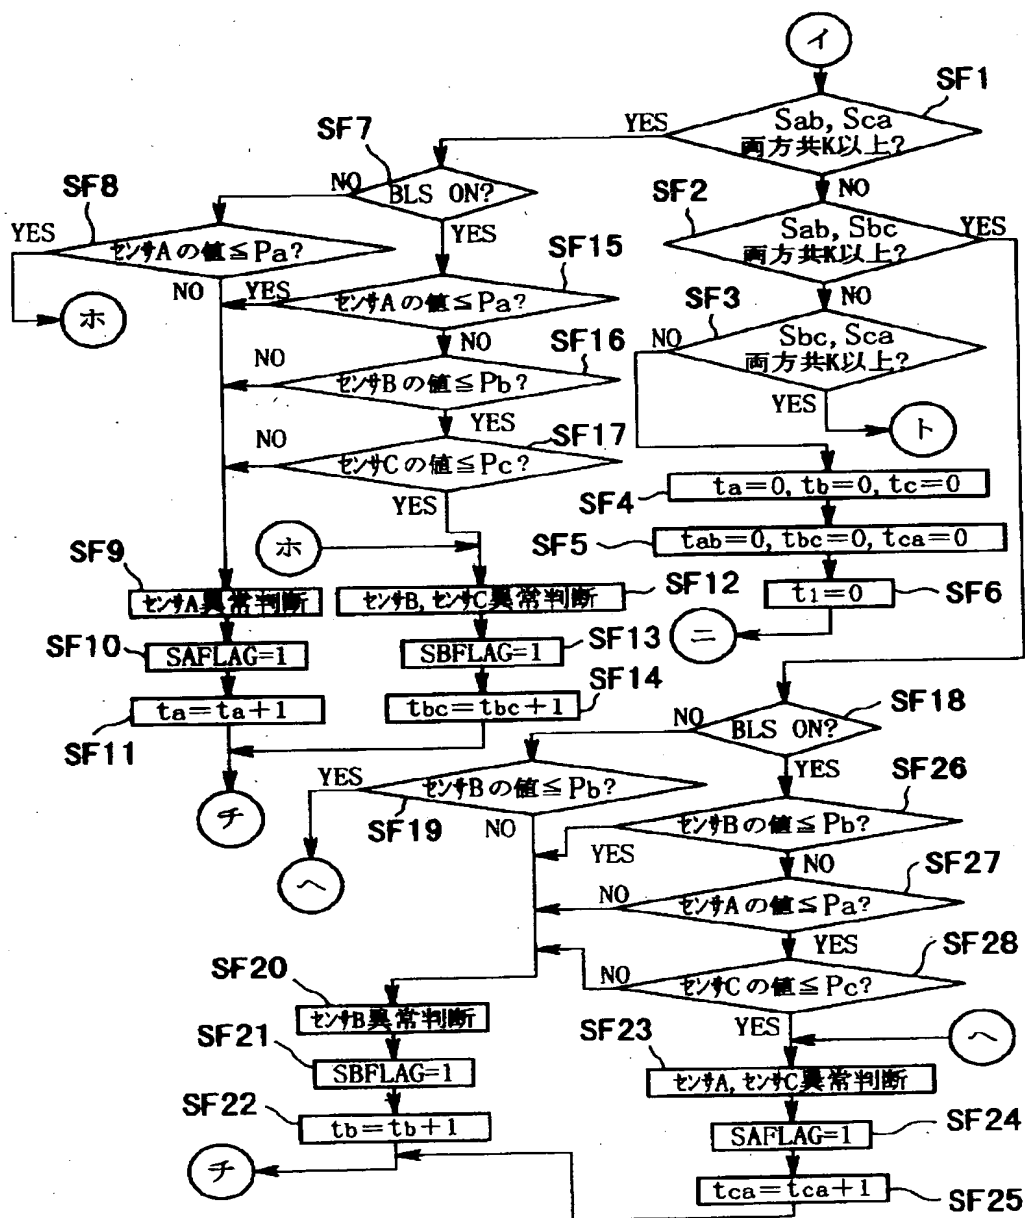 イ
SF1
Sab, Sca
両方共K以上?
YES
NO
SF2
Sab, Sbc
両方共K以上?
YES
NO
SF3
Sbc, Sca
両方共K以上?
NO
YES
ト
SF4
ta=0, tb=0, tc=0
SF5
tab=0, tbc=0, tca=0
SF6
t1=0
ニ
SF7
BLS ON?
NO
YES
SF8
センサAの値≦Pa?
YES
NO
ホ
SF15
センサAの値≦Pa?
YES
NO
SF16
センサBの値≦Pb?
NO
YES
SF17
センサCの値≦Pc?
NO
YES
ホ
SF9
センサA異常判断
SF10
SAFLAG=1
SF11
ta=ta+1
チ
SF12
センサB,センサC異常判断
SF13
SBFLAG=1
SF14
tbc=tbc+1
SF18
BLS ON?
NO
YES
SF19
センサBの値≦Pb?
YES
NO
ヘ
SF26
センサBの値≦Pb?
YES
NO
SF27
センサAの値≦Pa?
NO
YES
SF28
センサCの値≦Pc?
NO
YES
ヘ
SF20
センサB異常判断
SF21
SBFLAG=1
SF22
tb=tb+1
チ
SF23
センサA,センサC異常判断
SF24
SAFLAG=1
SF25
tca=tca+1